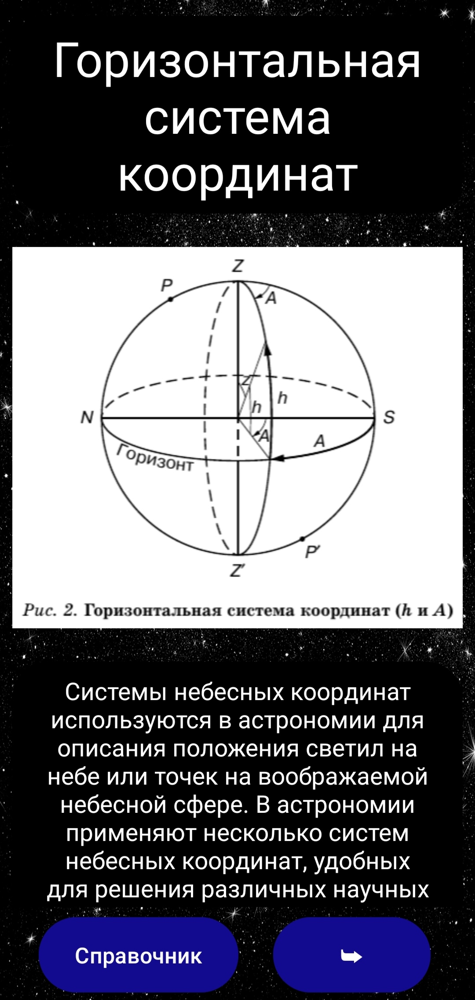 Горизонтальная
система
координат
Z
P
A
z
h
h
N
S
A
A
Горизонт
P′
Z′
Рис. 2. Горизонтальная система координат (h и A)
Системы небесных координат
используются в астрономии для
описания положения светил на
небе или точек на воображаемой
небесной сфере. В астрономии
применяют несколько систем
небесных координат, удобных
для решения различных научных
Справочник